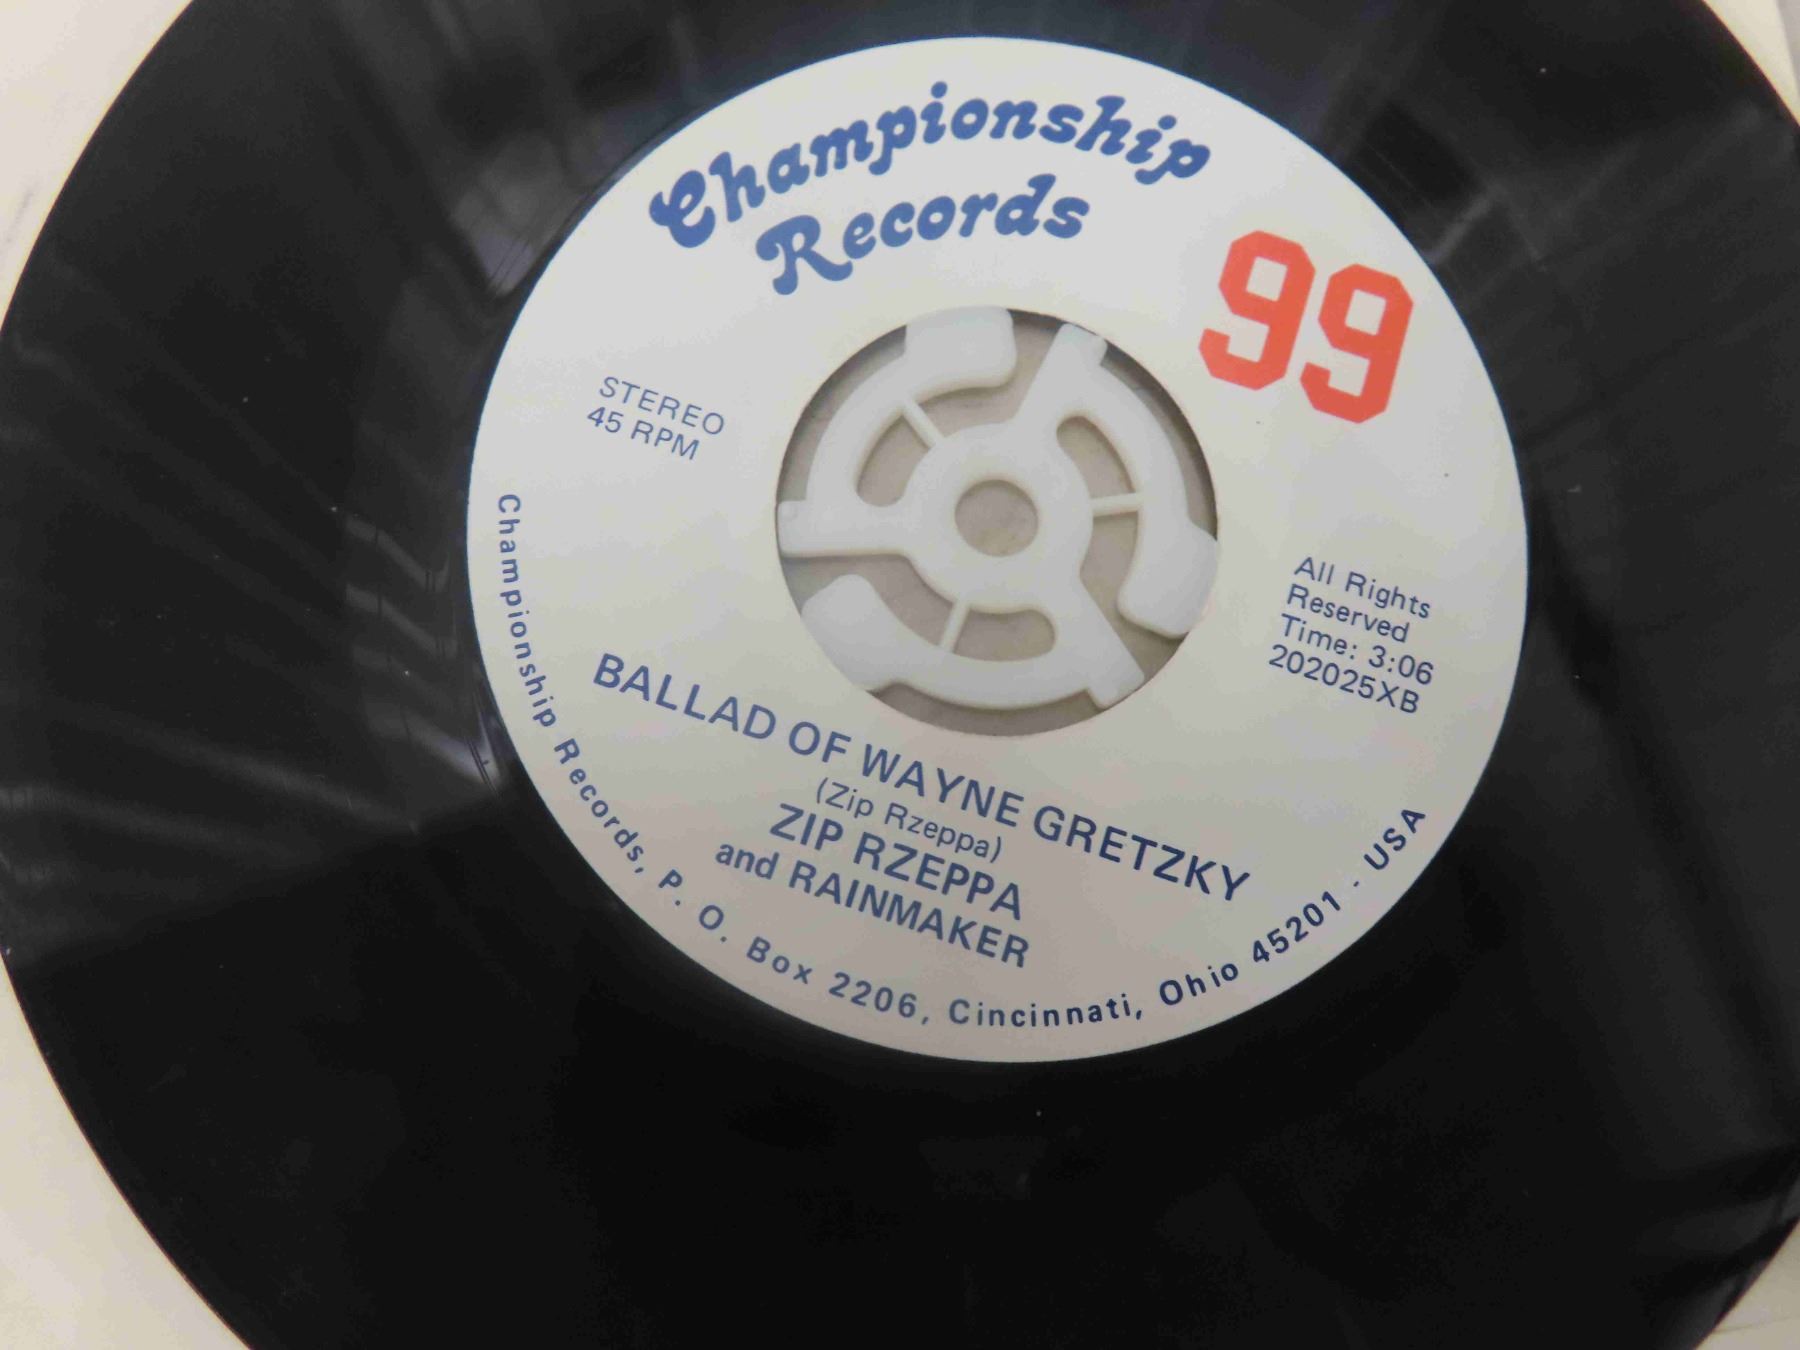 Championship
Records
99
STEREO
45 RPM
All Rights
Reserved
Time: 3:06
202025XB
BALLAD OF WAYNE GRETZKY
(Zip Rzeppa)
ZIP RZEPPA
and RAINMAKER
Championship Records, P. O. Box 2206, Cincinnati, Ohio 45201 · USA